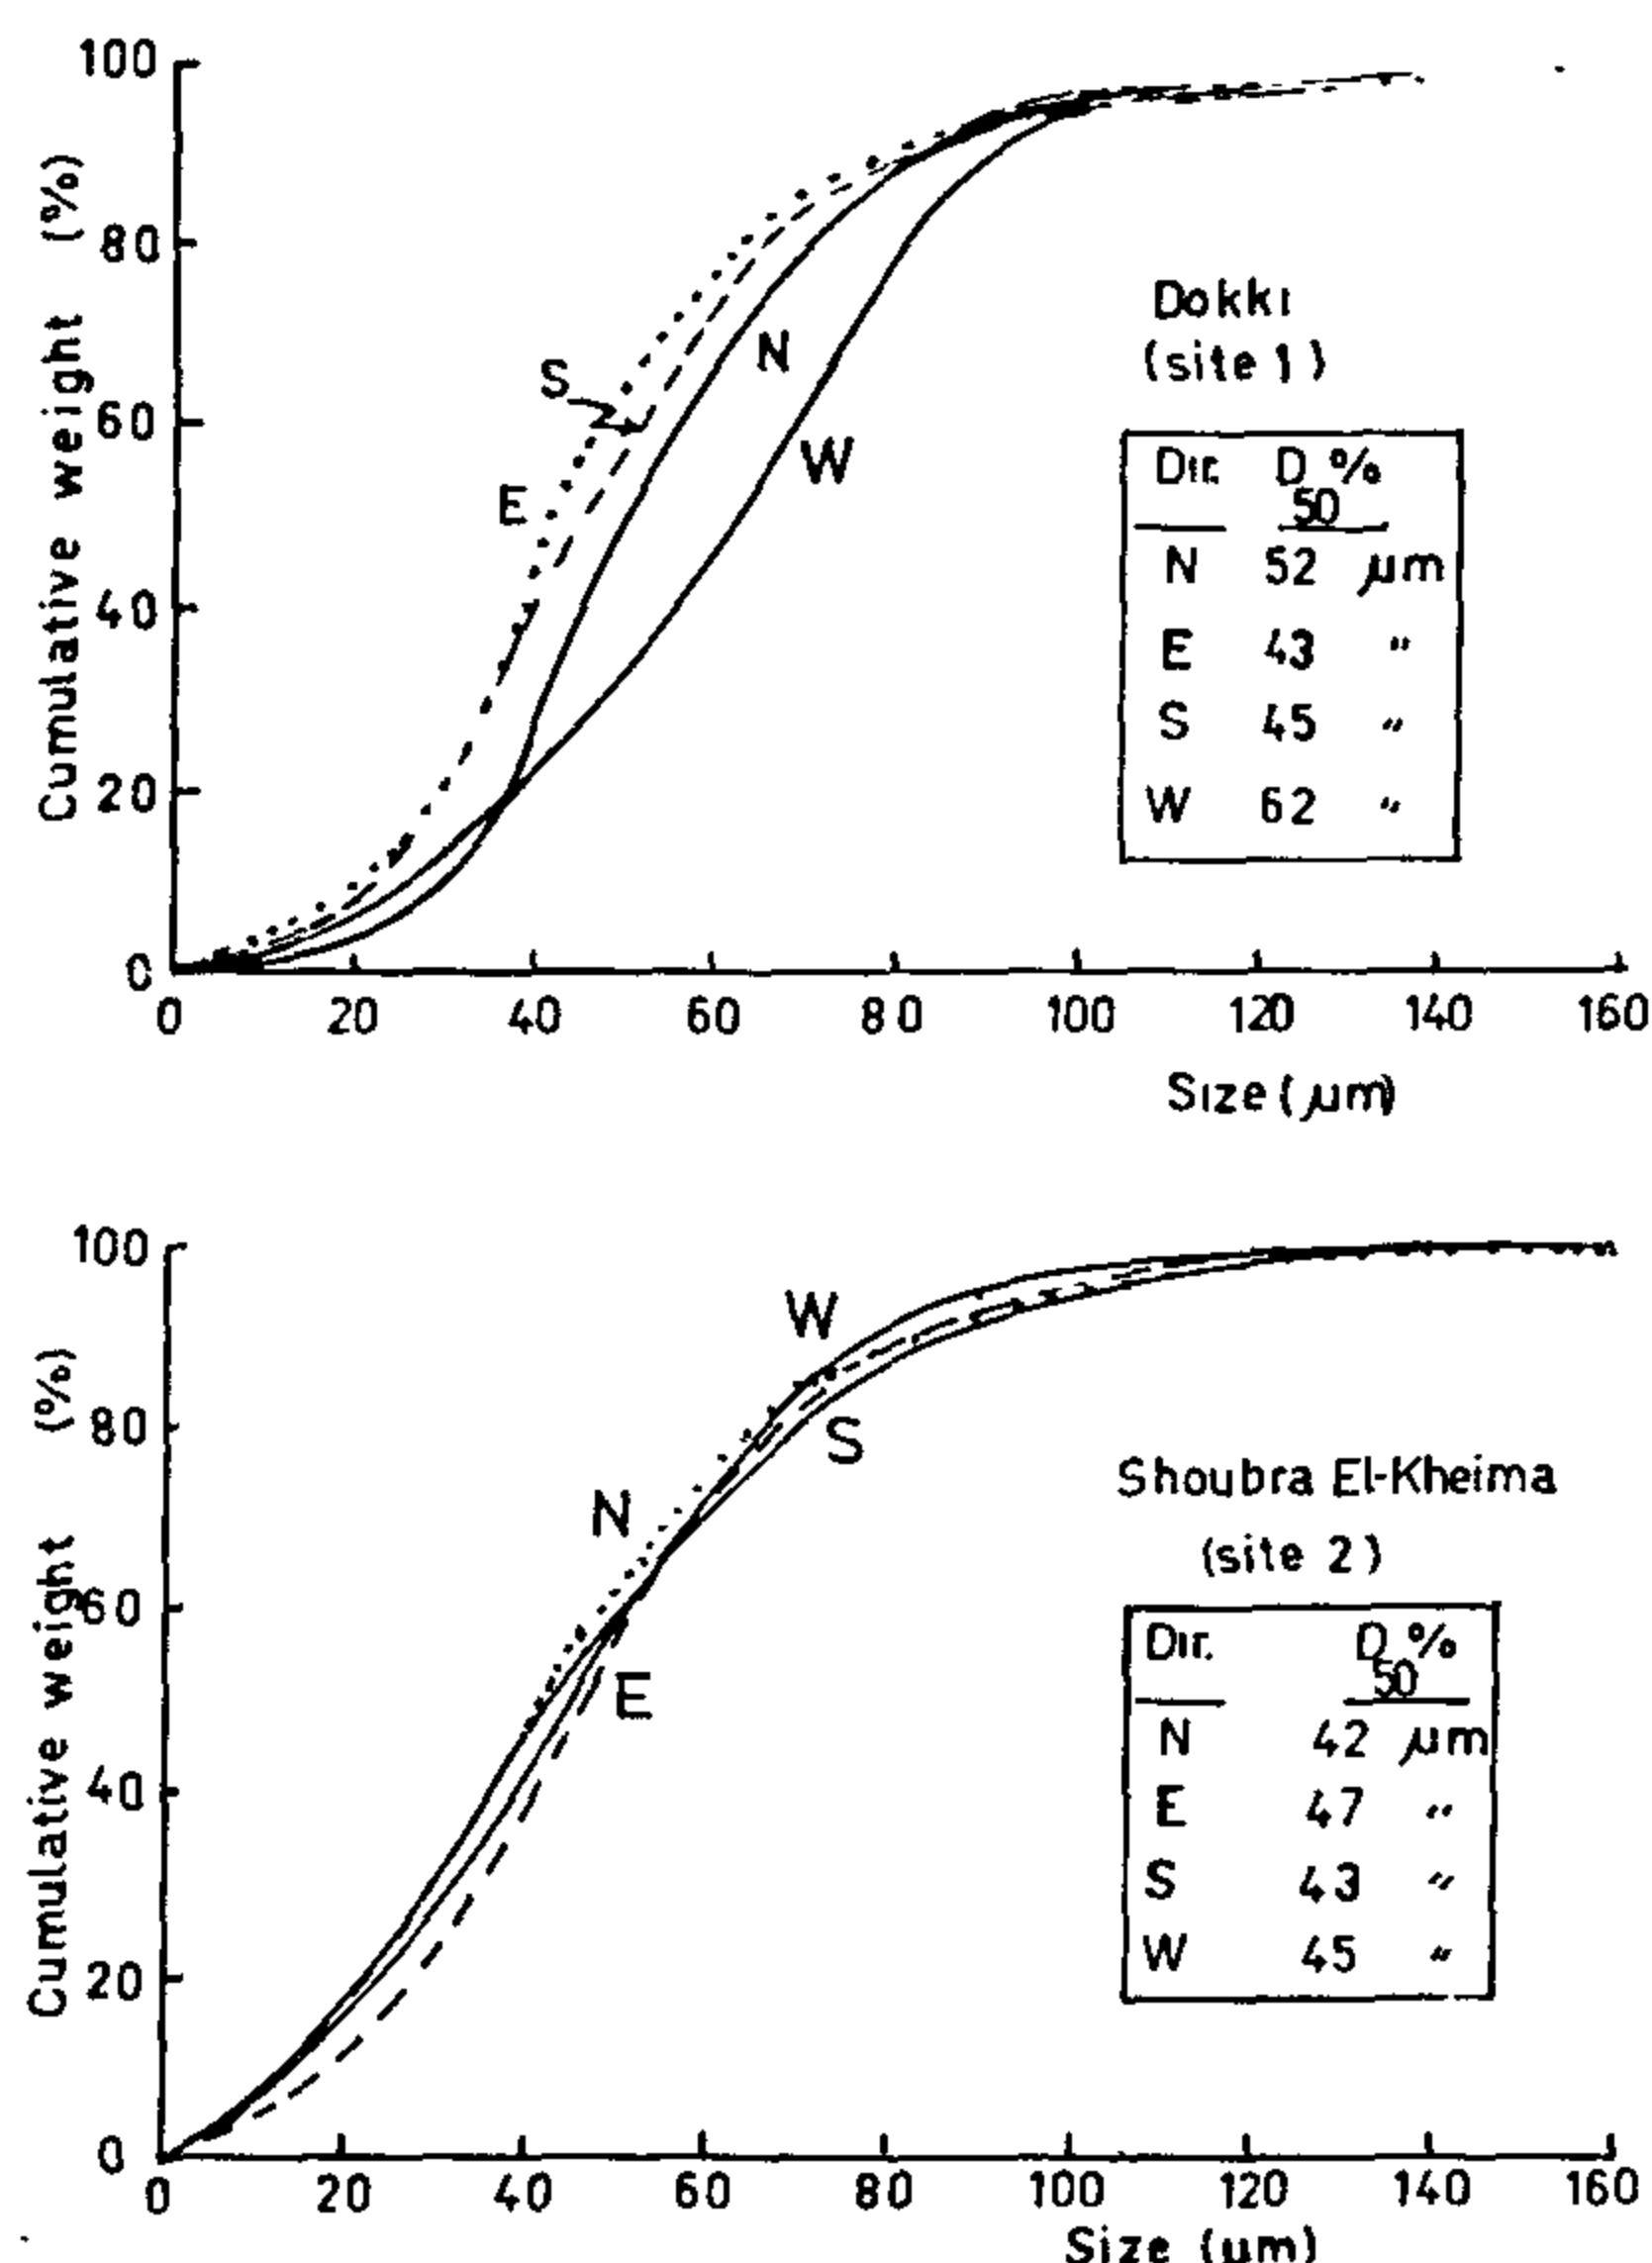 100
80
60
40
20
0
Cumulative weight (%)
S
N
E
W
Dokki
(site 1)
Dir. D %
50
N 52 µm
E 43 "
S 45 "
W 62 "
0 20 40 60 80 100 120 140 160
Size (µm)
100
80
60
40
20
0
Cumulative weight (%)
W
S
N
E
Shoubra El-Kheima
(site 2)
Dir. D %
50
N 42 µm
E 47 "
S 43 "
W 45 "
0 20 40 60 80 100 120 140 160
Size (µm)